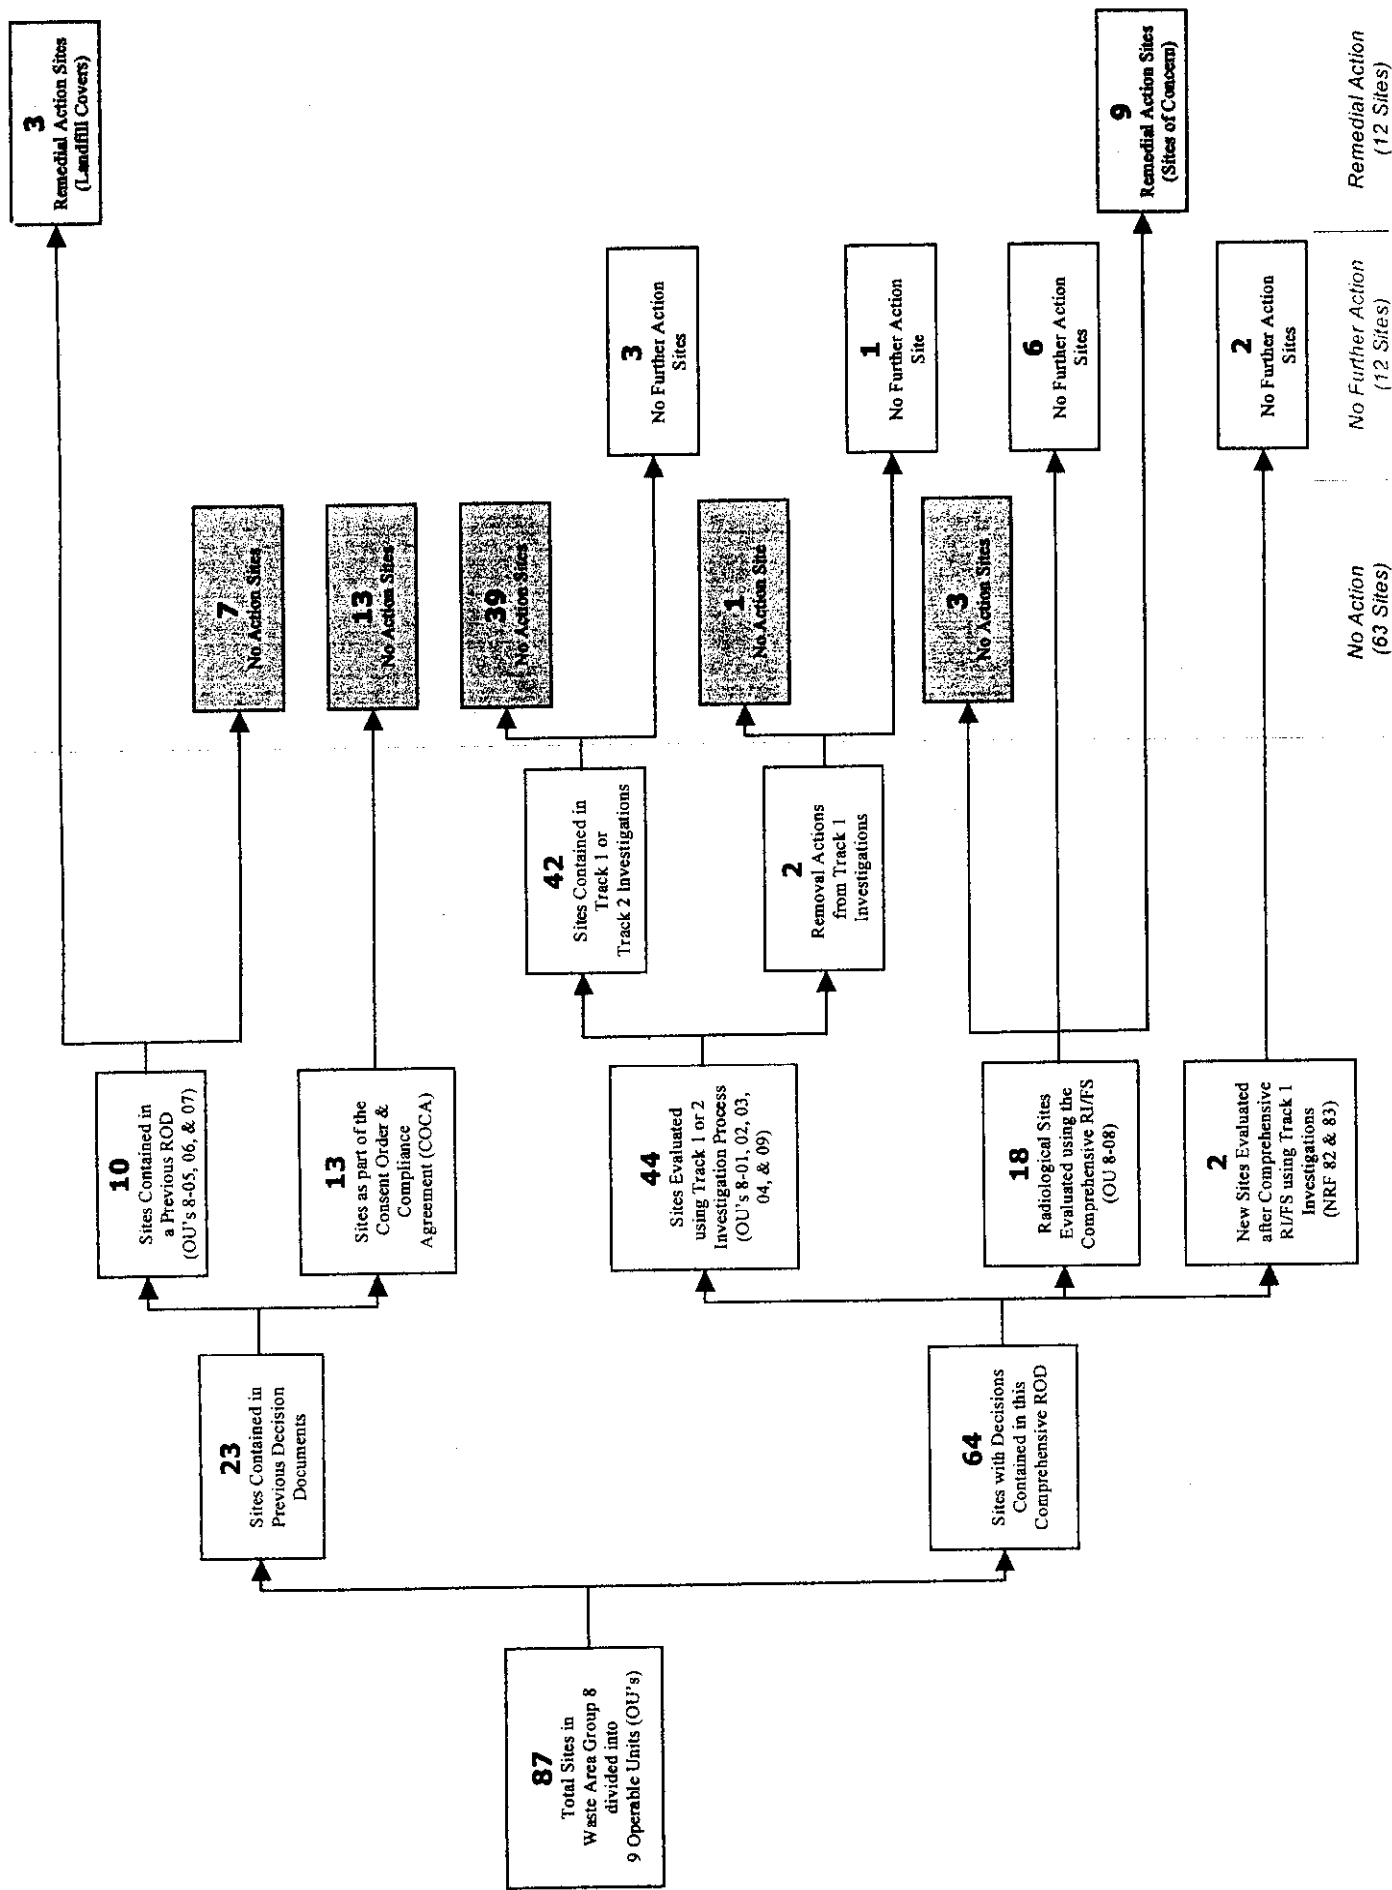 87
Total Sites in
Waste Area Group 8
divided into
9 Operable Units (OU's)
23
Sites Contained in
Previous Decision
Documents
64
Sites with Decisions
Contained in this
Comprehensive ROD
10
Sites Contained in
a Previous ROD
(OU's 8-05, 06, & 07)
13
Sites as part of the
Consent Order &
Compliance
Agreement (COCA)
44
Sites Evaluated
using Track 1 or 2
Investigation Process
(OU's 8-01, 02, 03,
04, & 09)
18
Radiological Sites
Evaluated using the
Comprehensive RI/FS
(OU 8-08)
2
New Sites Evaluated
after Comprehensive
RI/FS using Track 1
Investigations
(NRF 82 & 83)
42
Sites Contained in
Track 1 or
Track 2 Investigations
2
Removal Actions
from Track 1
Investigations
7
No Action Sites
13
No Action Sites
39
No Action Sites
1
No Action Site
3
No Action Sites
3
No Further Action
Sites
1
No Further Action
Site
6
No Further Action
Sites
2
No Further Action
Sites
3
Remedial Action Sites
(Landfill Covers)
9
Remedial Action Sites
(Sites of Concern)
No Action
(63 Sites)
No Further Action
(12 Sites)
Remedial Action
(12 Sites)